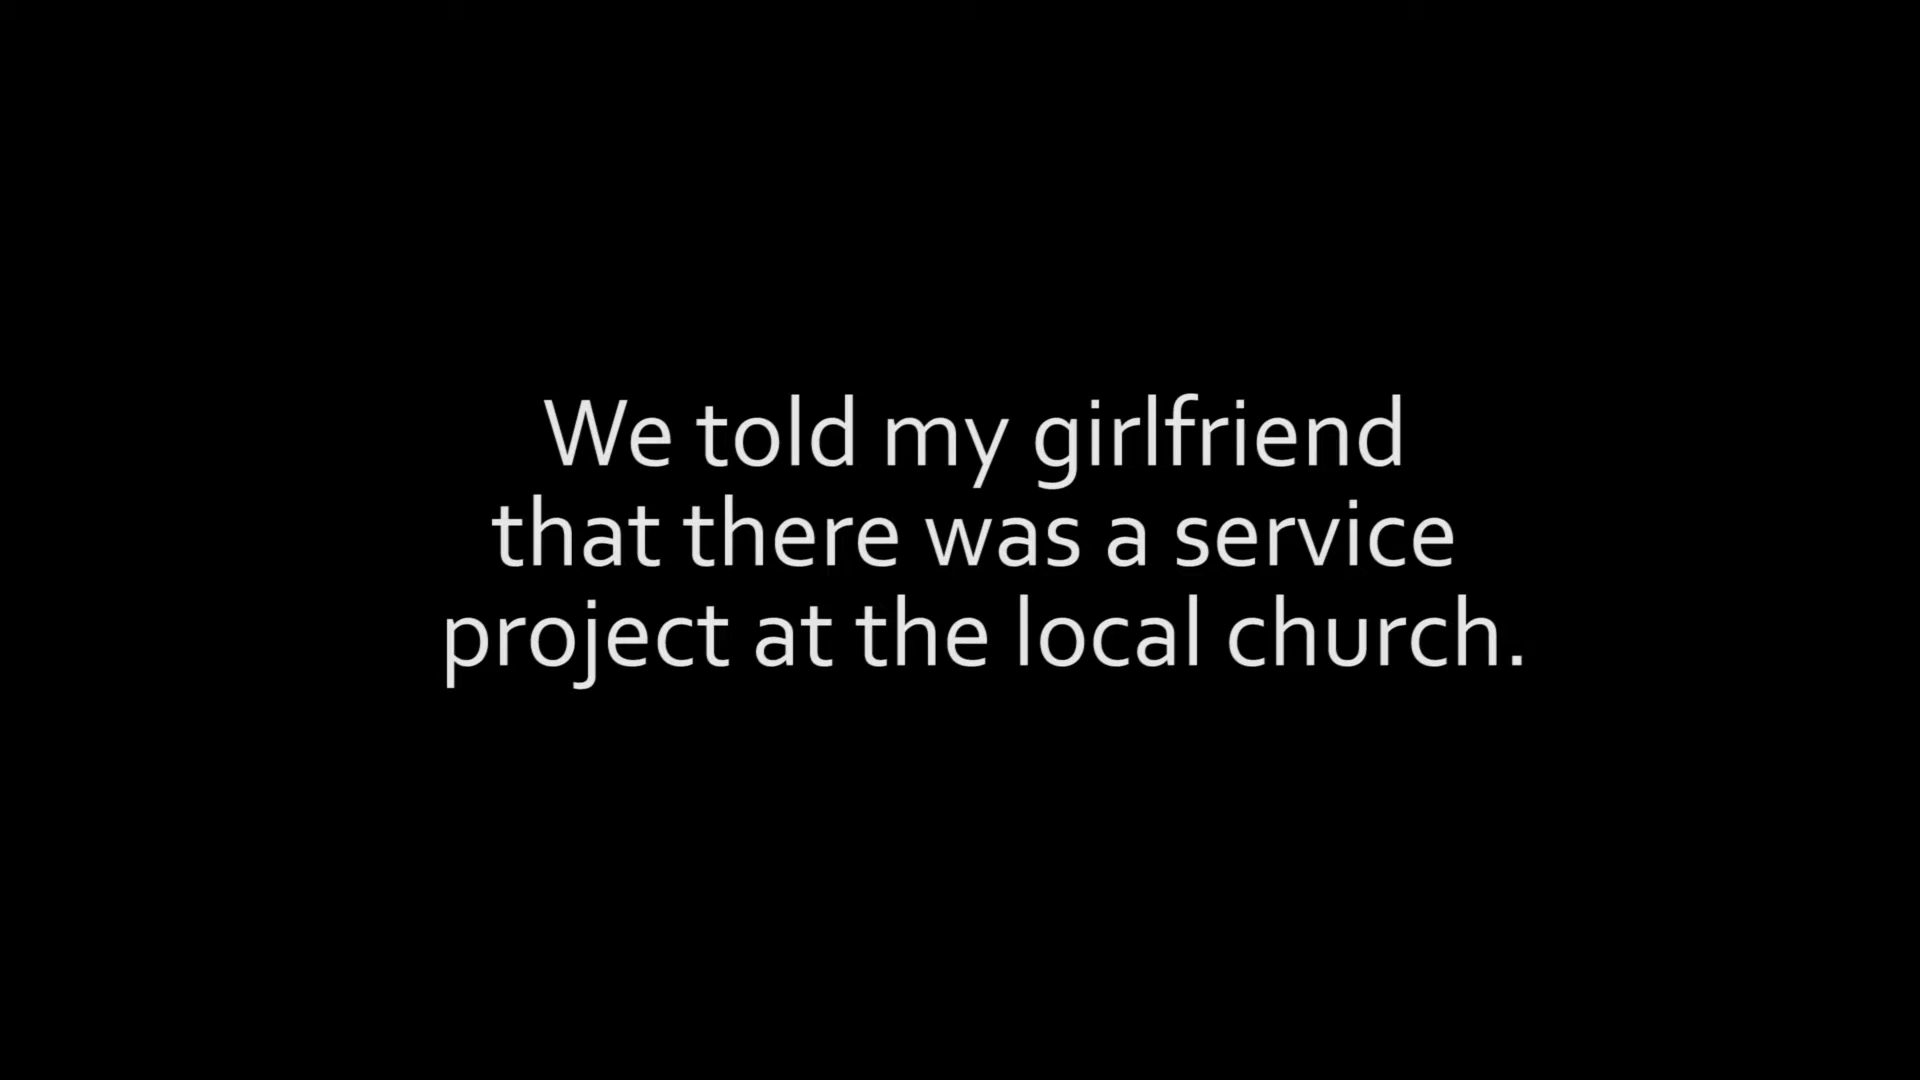 We told my girlfriend
that there was a service
project at the local church.